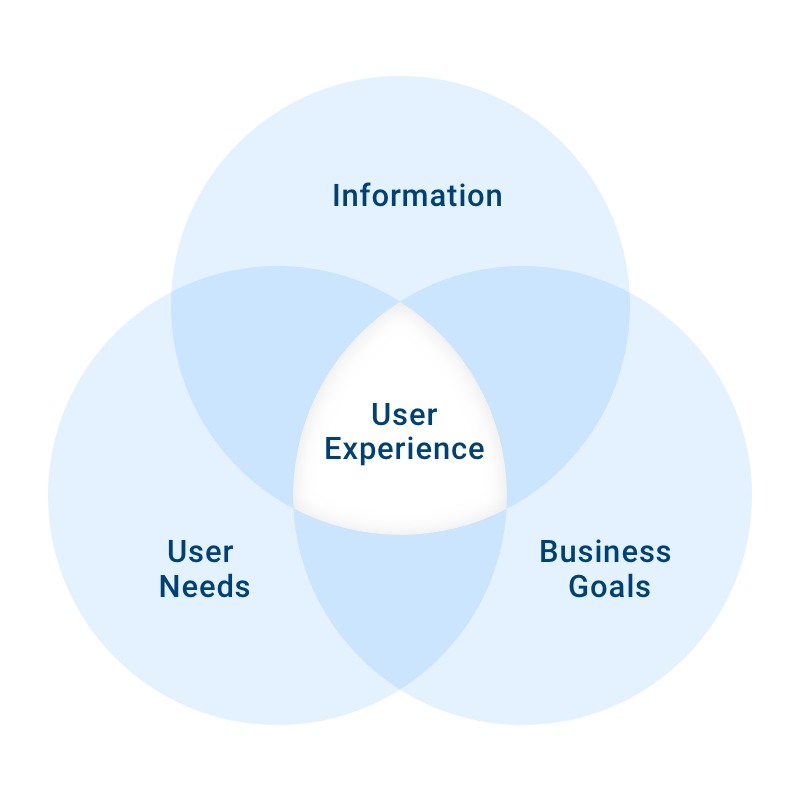 Information
User
Experience
User
Needs
Business
Goals